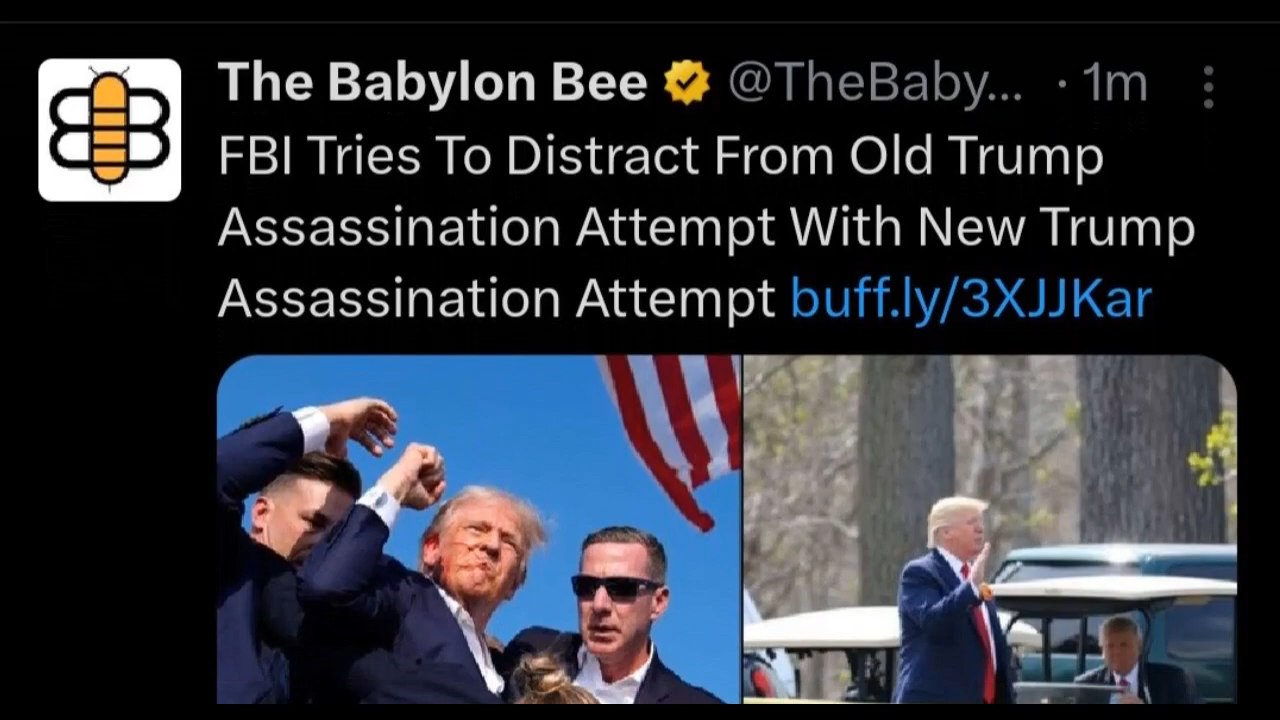 The Babylon Bee @TheBaby... · 1m
FBI Tries To Distract From Old Trump
Assassination Attempt With New Trump
Assassination Attempt buff.ly/3XJJKar